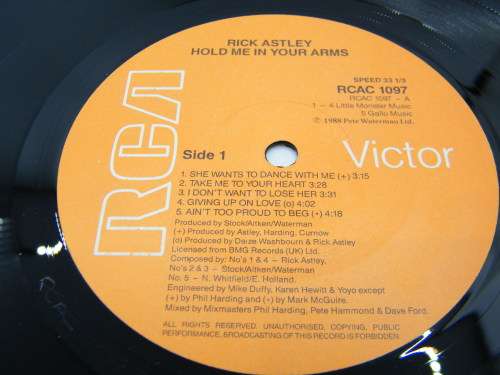 RICK ASTLEY
HOLD ME IN YOUR ARMS
SPEED 33 1/3
RCAC 1097
RCAC 1097 - A
1 - 4 Little Monster Music
5 Gallo Music
℗ 1988 Pete Waterman Ltd.
RCA
Side 1
Victor
1. SHE WANTS TO DANCE WITH ME (+) 3:15
2. TAKE ME TO YOUR HEART 3:28
3. I DON'T WANT TO LOSE HER 3:31
4. GIVING UP ON LOVE (o) 4:02
5. AIN'T TOO PROUD TO BEG (+) 4:18
Produced by Stock/Aitken/Waterman
(+) Produced by Astley, Harding, Curnow
(o) Produced by Daize Washbourn & Rick Astley
Licensed from BMG Records (UK) Ltd.
Composed by: No's 1 & 4 - Rick Astley.
No's 2 & 3 - Stock/Aitken/Waterman
No. 5 - N. Whitfield/E. Holland.
Engineered by Mike Duffy, Karen Hewitt & Yoyo except
(+) by Phil Harding (-) by Mark McGuire.
Mixed by Mixmasters Phil Harding, Pete Hammond & Dave Ford.
ALL RIGHTS RESERVED. UNAUTHORISED, COPYING, PUBLIC
PERFORMANCE, BROADCASTING OF THIS RECORD IS FORBIDDEN.